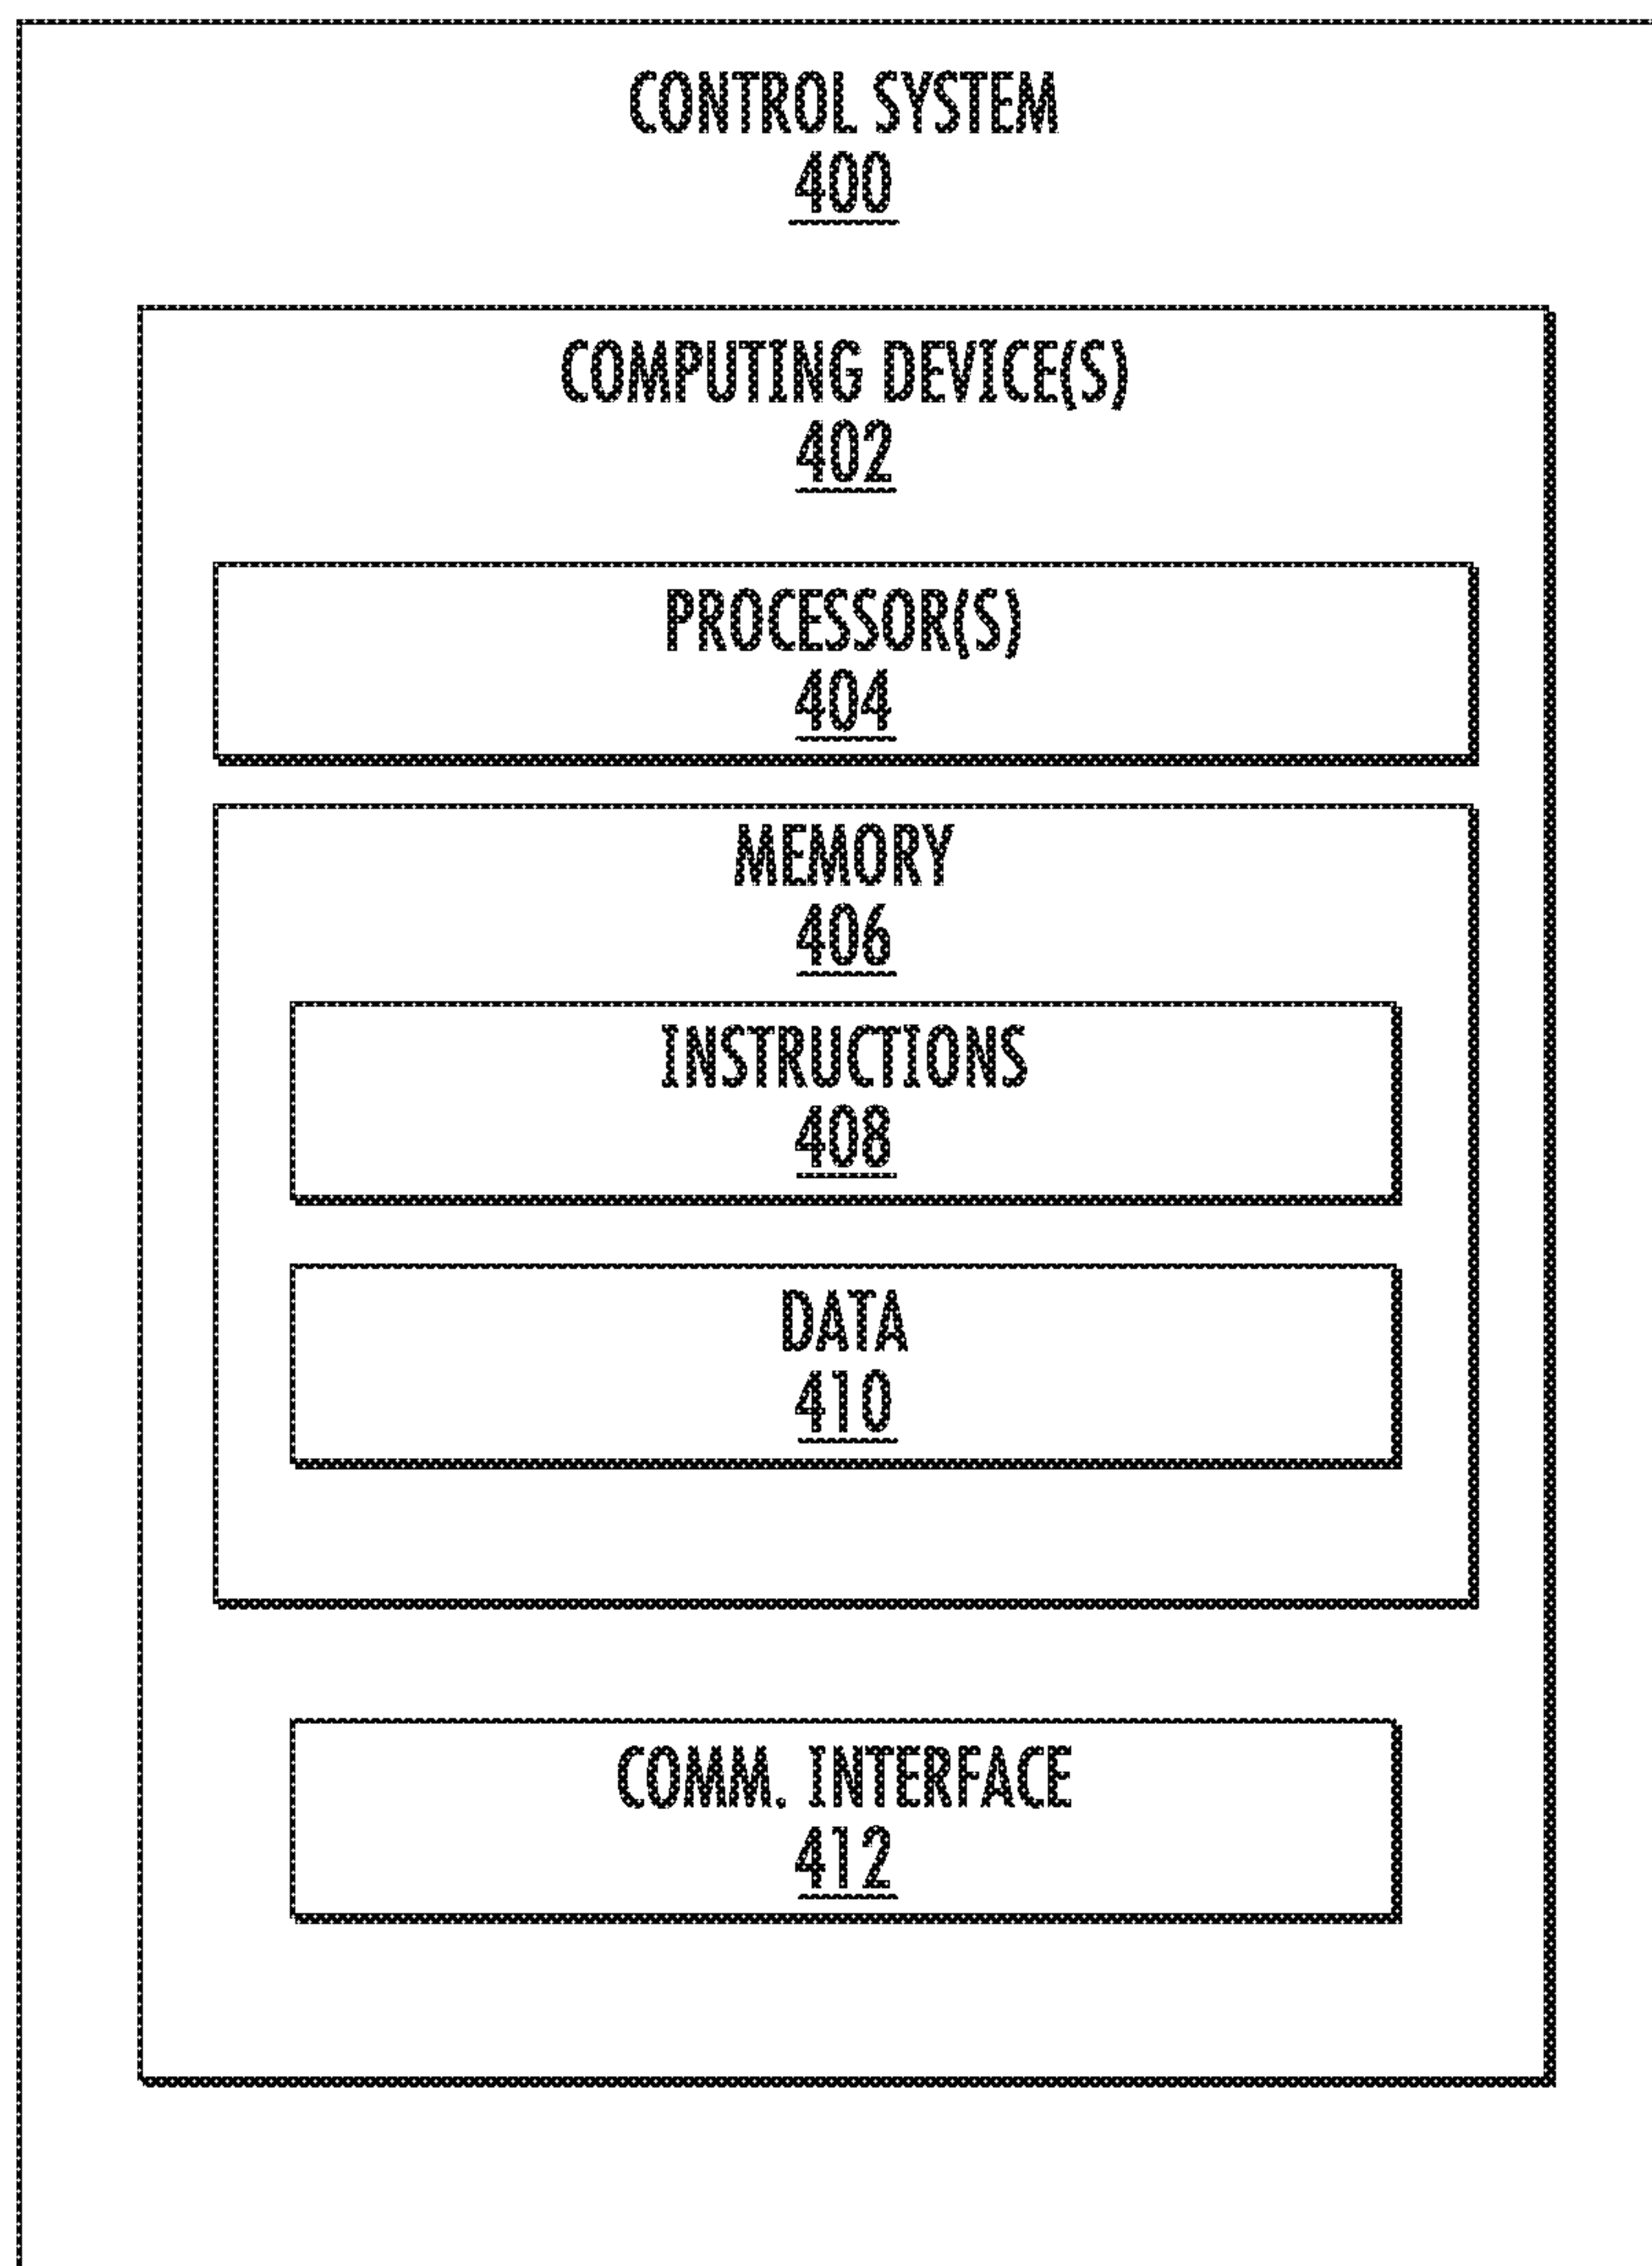 CONTROL SYSTEM
400
COMPUTING DEVICE(S)
402
PROCESSOR(S)
404
MEMORY
406
INSTRUCTIONS
408
DATA
410
COMM. INTERFACE
412